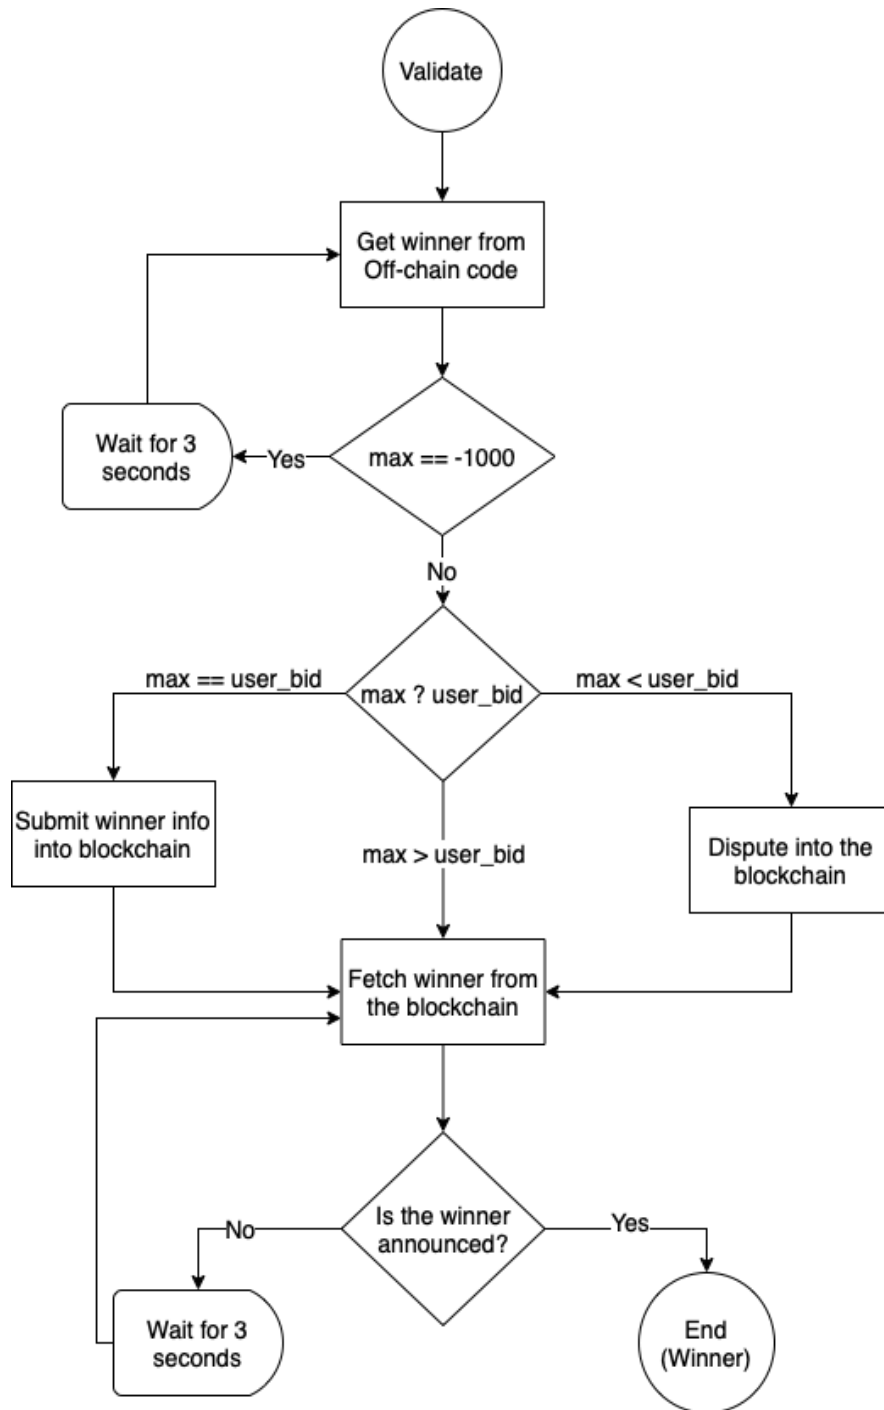 Validate
Get winner from
Off-chain code
Wait for 3
seconds
Yes
max == -1000
No
max == user_bid
max ? user_bid
max < user_bid
Submit winner info
into blockchain
max > user_bid
Dispute into the
blockchain
Fetch winner from
the blockchain
No
Is the winner
announced?
Yes
Wait for 3
seconds
End
(Winner)